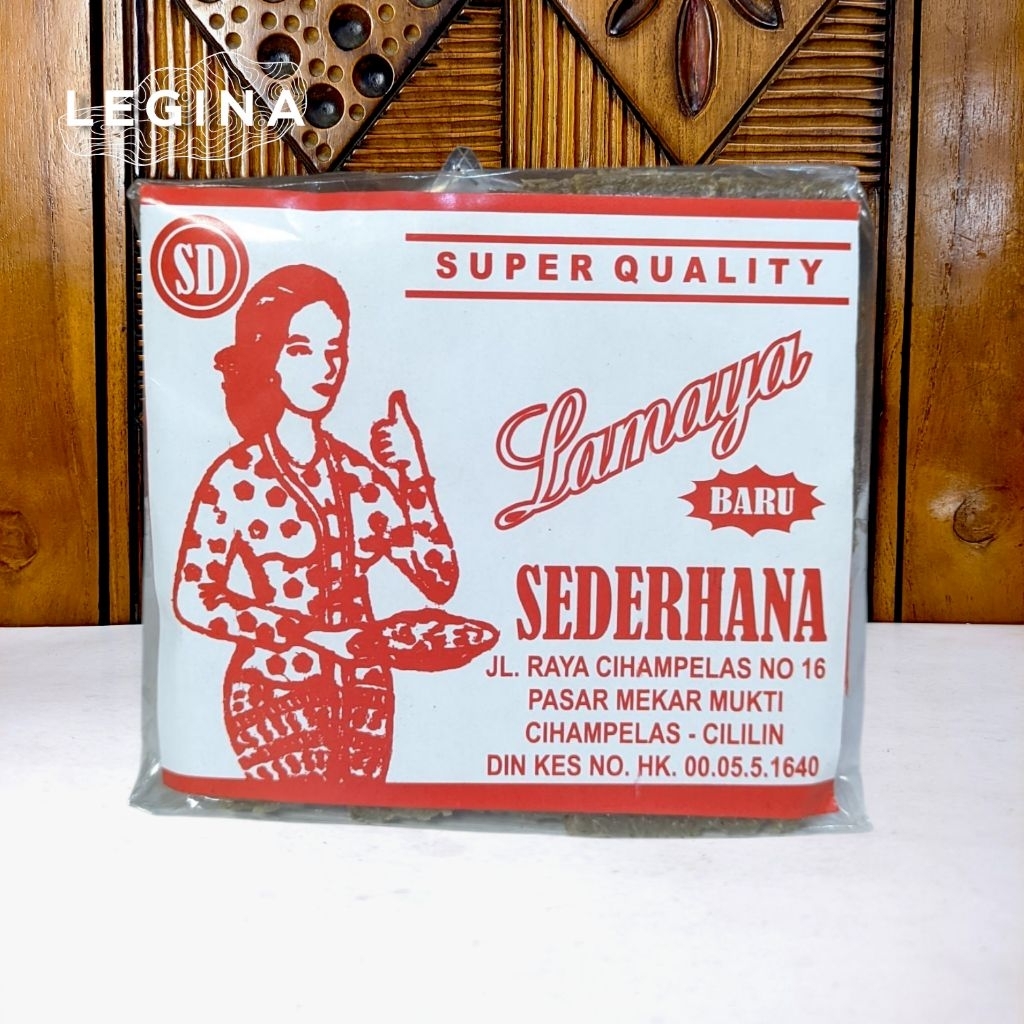 LEGINA
SD
SUPER QUALITY
Lamaya
BARU
SEDERHANA
JL. RAYA CIHAMPELAS NO 16
PASAR MEKAR MUKTI
CIHAMPELAS - CILILIN
DIN KES NO. HK. 00.05.5.1640